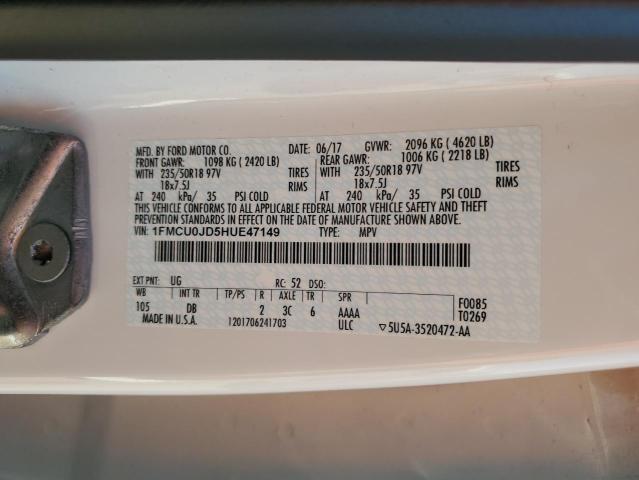 MFD. BY FORD MOTOR CO. DATE: 06/17 GVWR: 2096 KG ( 4620 LB)
FRONT GAWR: 1098 KG ( 2420 LB) REAR GAWR: 1006 KG ( 2218 LB)
WITH 235/50R18 97V TIRES WITH 235/50R18 97V TIRES
18x7.5J RIMS 18x7.5J RIMS
AT 240 kPa/ 35 PSI COLD AT 240 kPa/ 35 PSI COLD
THIS VEHICLE CONFORMS TO ALL APPLICABLE FEDERAL MOTOR VEHICLE SAFETY AND THEFT
PREVENTION STANDARDS IN EFFECT ON THE DATE OF MANUFACTURE SHOWN ABOVE.
VIN: 1FMCU0JD5HUE47149 TYPE: MPV
EXT PNT: UG RC: 52 DSO:
WB INT TR TP/PS R AXLE TR SPR F0085
105 DB 2 3C 6 AAAA T0269
MADE IN U.S.A. 1201706241703 ULC ▽5U5A-3520472-AA